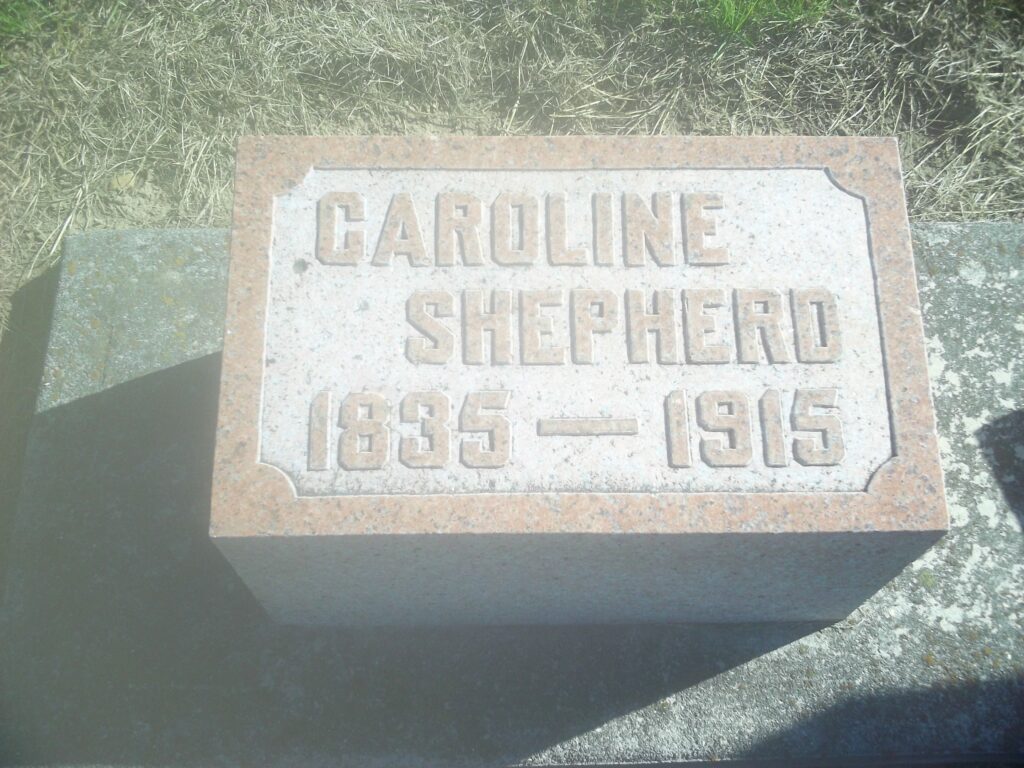 CAROLINE
SHEPHERD
1835 — 1915